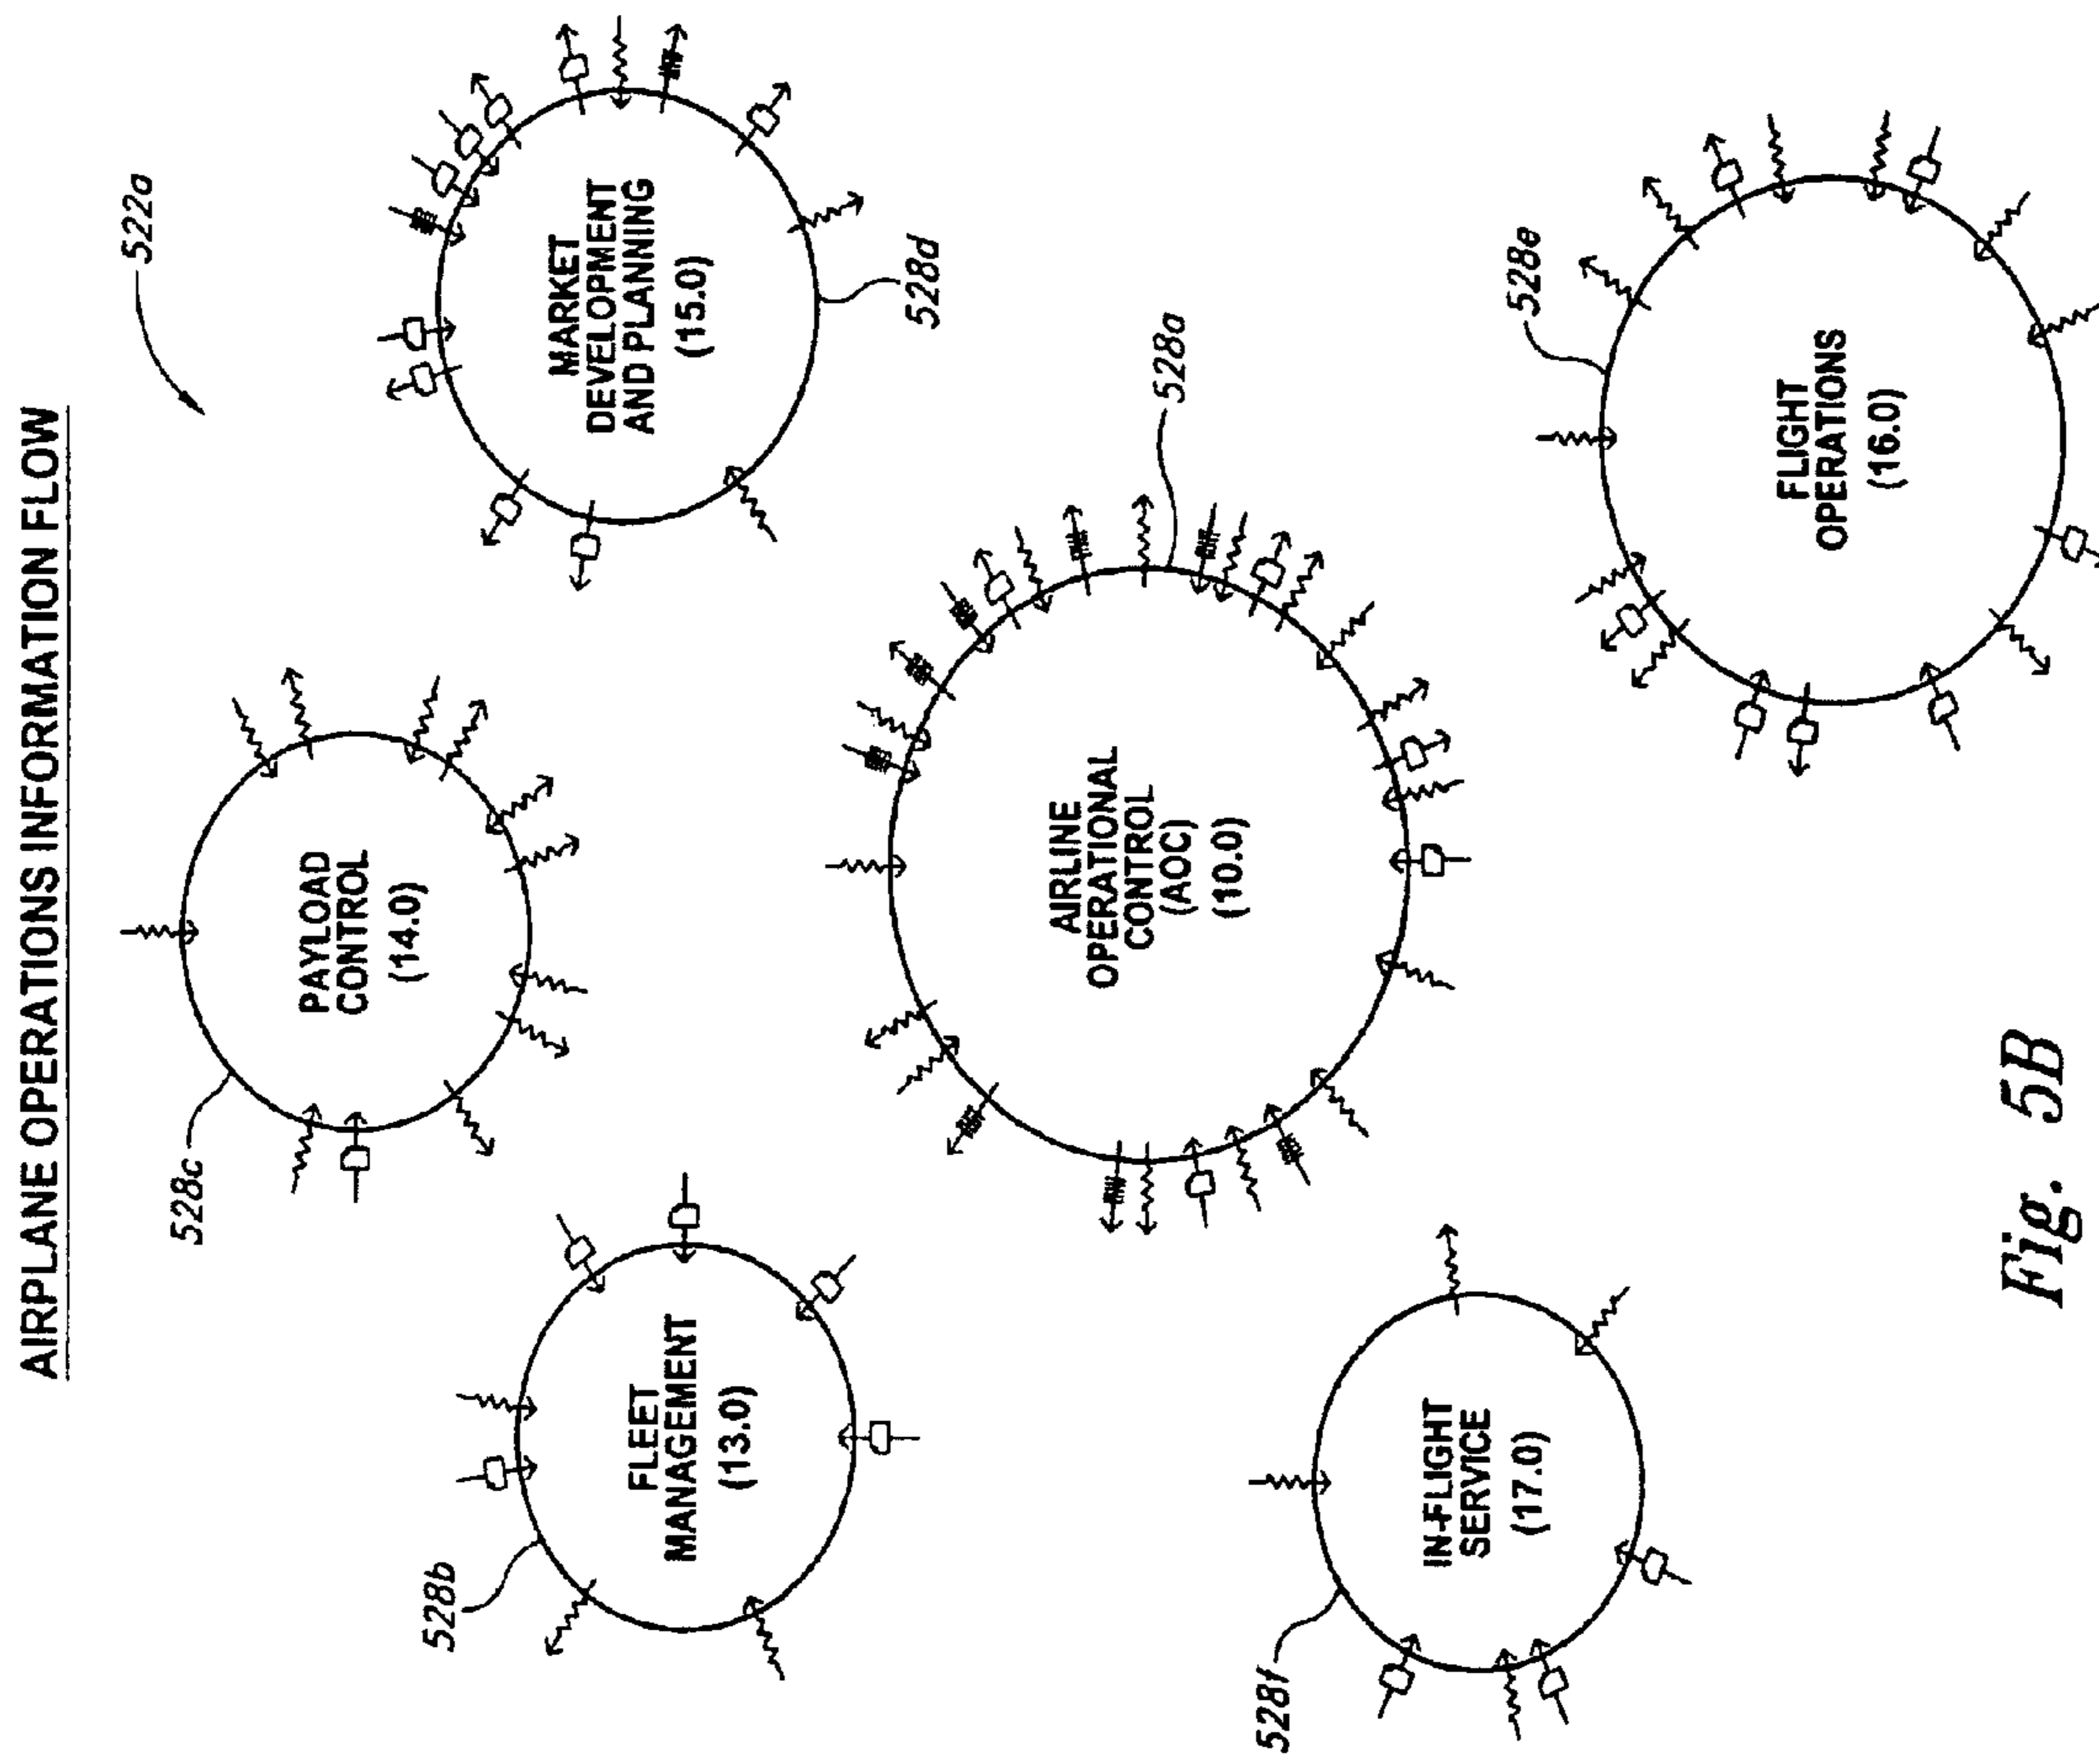 AIRPLANE OPERATIONS INFORMATION FLOW
522a
528c
PAYLOAD
CONTROL
(14.0)
528b
FLEET
MANAGEMENT
(13.0)
MARKET
DEVELOPMENT
AND PLANNING
(15.0)
528d
528a
AIRLINE
OPERATIONAL
CONTROL
(AOC)
(10.0)
528f
IN-FLIGHT
SERVICE
(17.0)
528e
FLIGHT
OPERATIONS
(16.0)
Fig. 5B